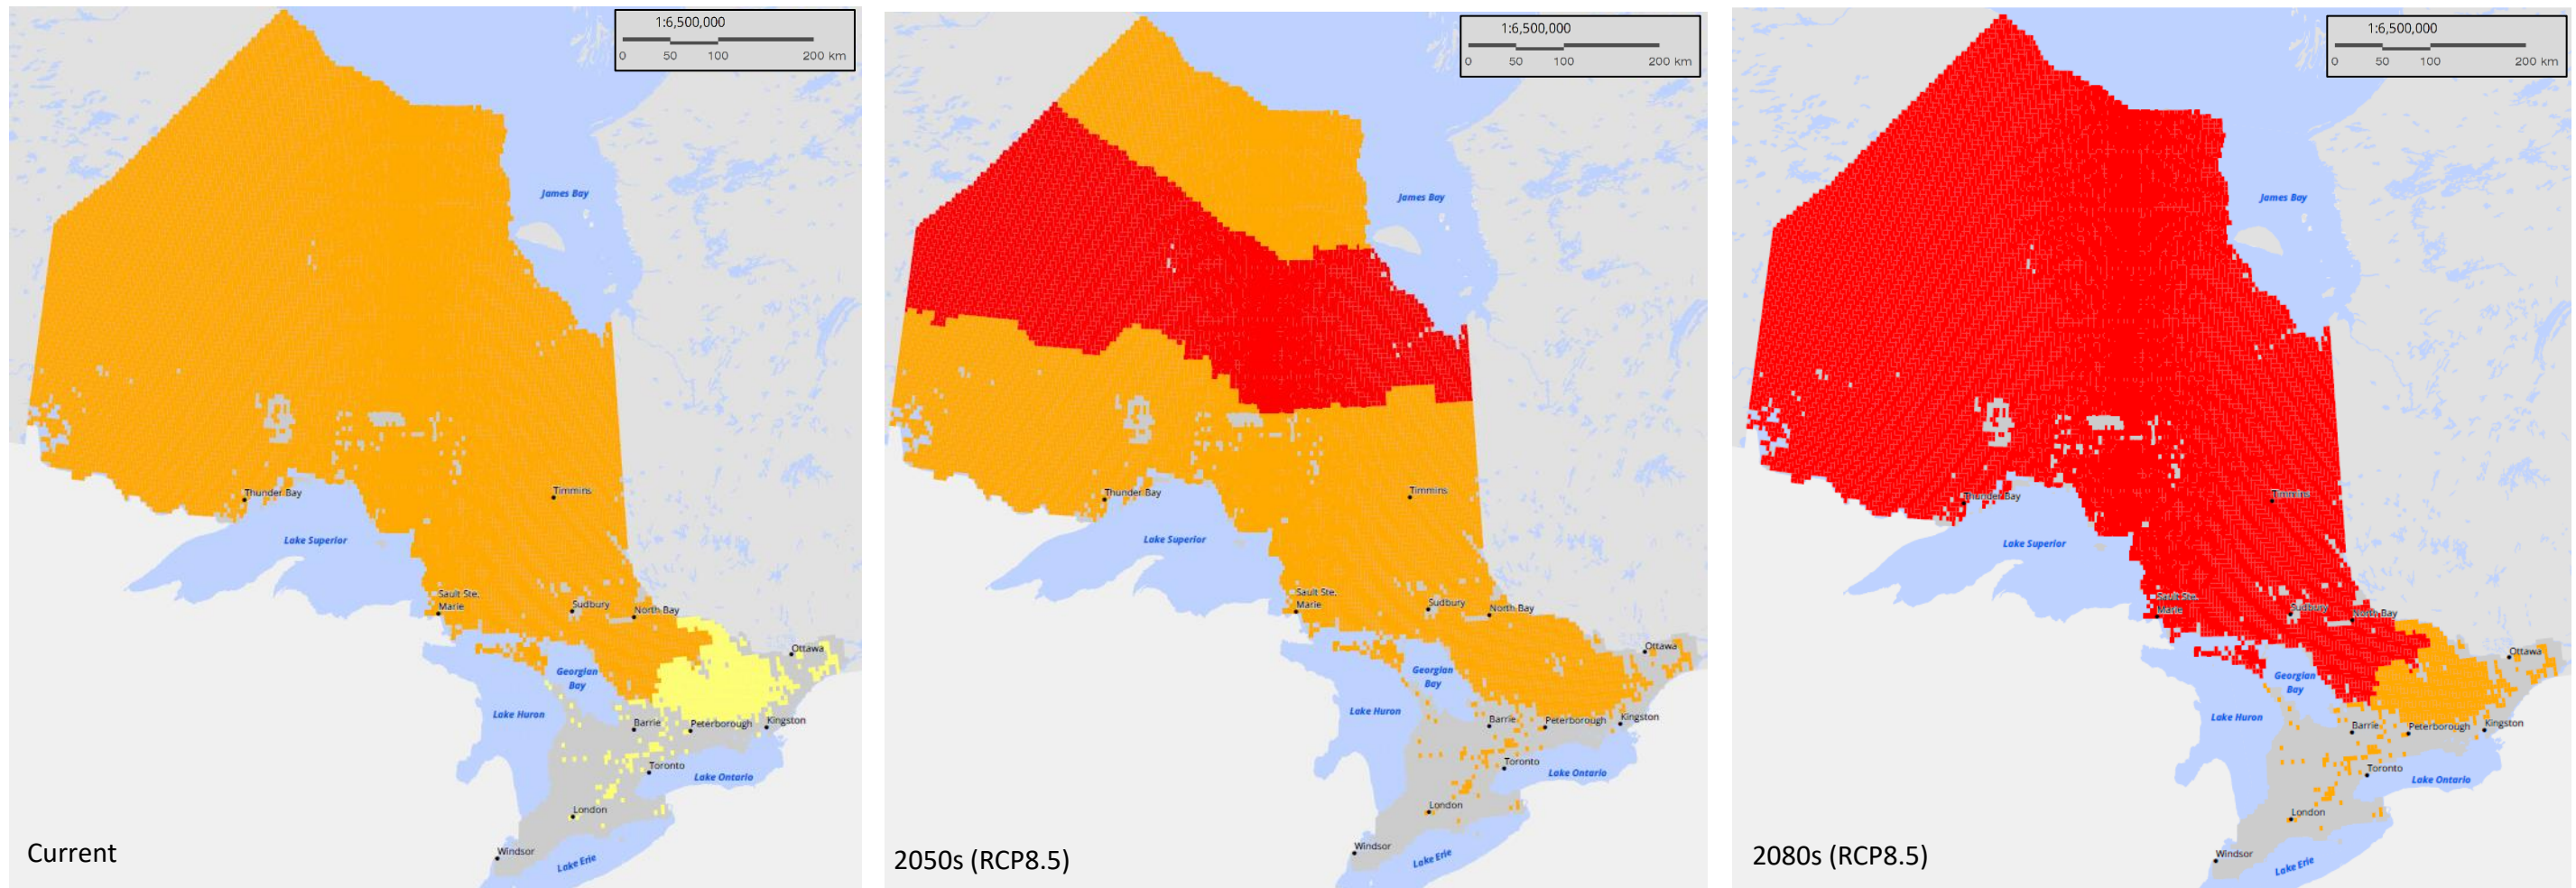 1:6,500,000
0 50 100 200 km
James Bay
Thunder Bay
Timmins
Lake Superior
Sault Ste.
Marie
Sudbury
North Bay
Ottawa
Georgian
Bay
Lake Huron
Barrie
Peterborough
Kingston
Toronto
Lake Ontario
London
Windsor
Lake Erie
Current
1:6,500,000
0 50 100 200 km
James Bay
Thunder Bay
Timmins
Lake Superior
Sault Ste.
Marie
Sudbury
North Bay
Ottawa
Georgian
Bay
Lake Huron
Barrie
Peterborough
Kingston
Toronto
Lake Ontario
London
Windsor
Lake Erie
2050s (RCP8.5)
1:6,500,000
0 50 100 200 km
James Bay
Thunder Bay
Timmins
Lake Superior
Sault Ste.
Marie
Sudbury
North Bay
Ottawa
Georgian
Bay
Lake Huron
Barrie
Peterborough
Kingston
Toronto
Lake Ontario
London
Windsor
Lake Erie
2080s (RCP8.5)